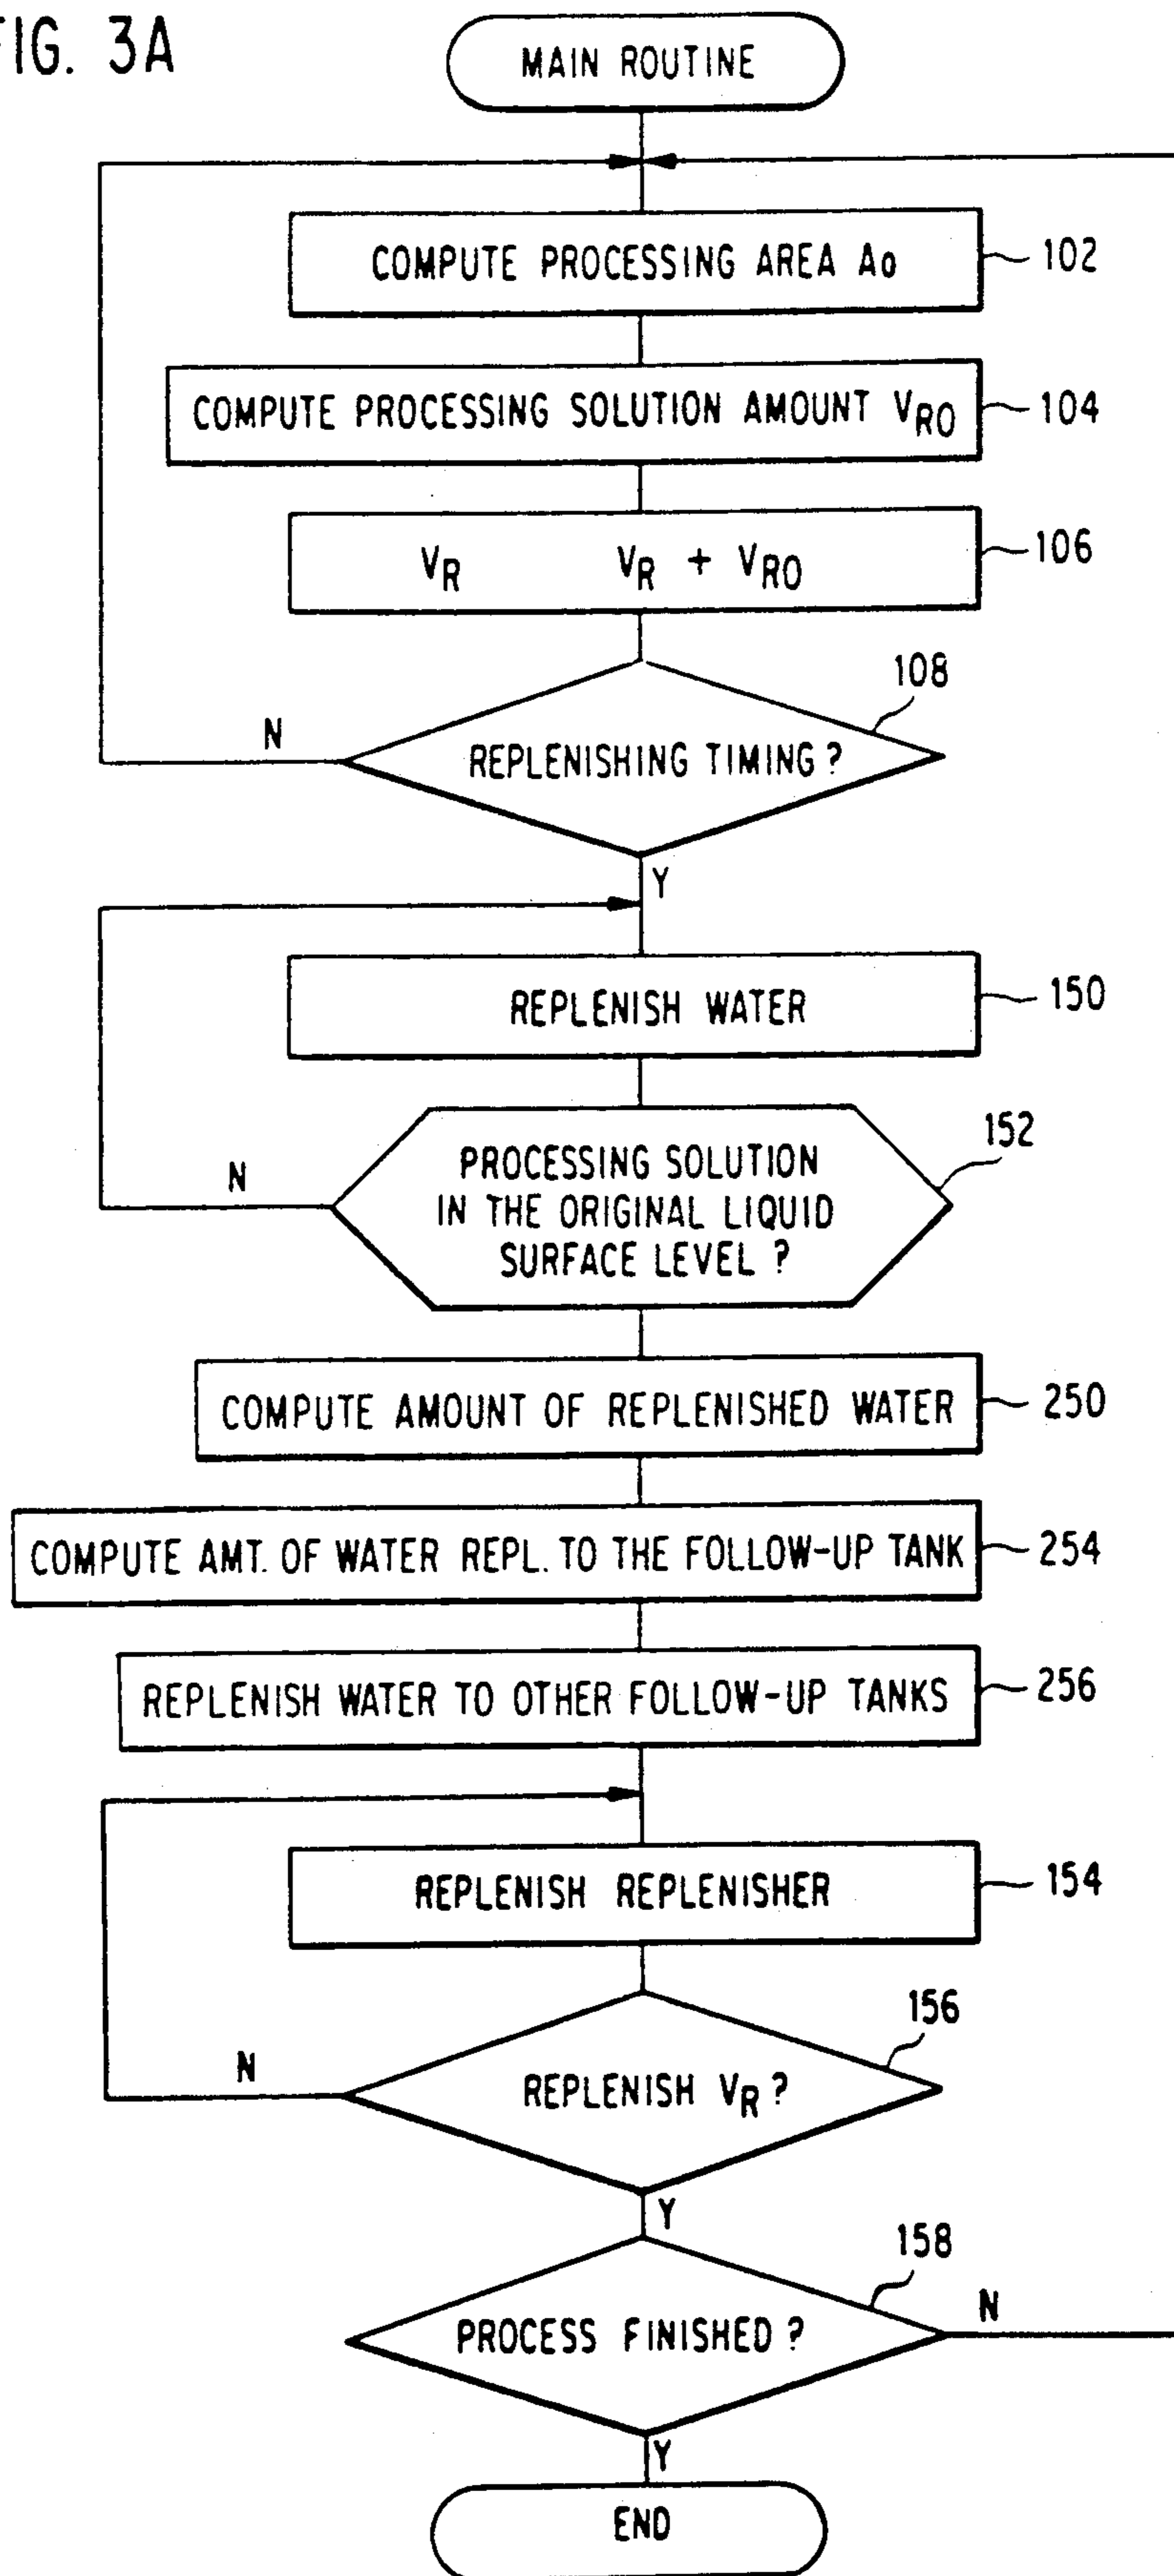 FIG. 3A
MAIN ROUTINE
COMPUTE PROCESSING AREA Ao
102
COMPUTE PROCESSING SOLUTION AMOUNT VRO
104
VR VR + VRO
106
108
REPLENISHING TIMING ?
N
Y
REPLENISH WATER
150
152
PROCESSING SOLUTION
IN THE ORIGINAL LIQUID
SURFACE LEVEL ?
N
COMPUTE AMOUNT OF REPLENISHED WATER
250
COMPUTE AMT. OF WATER REPL. TO THE FOLLOW-UP TANK
254
REPLENISH WATER TO OTHER FOLLOW-UP TANKS
256
REPLENISH REPLENISHER
154
156
REPLENISH VR ?
N
Y
158
PROCESS FINISHED ?
N
Y
END